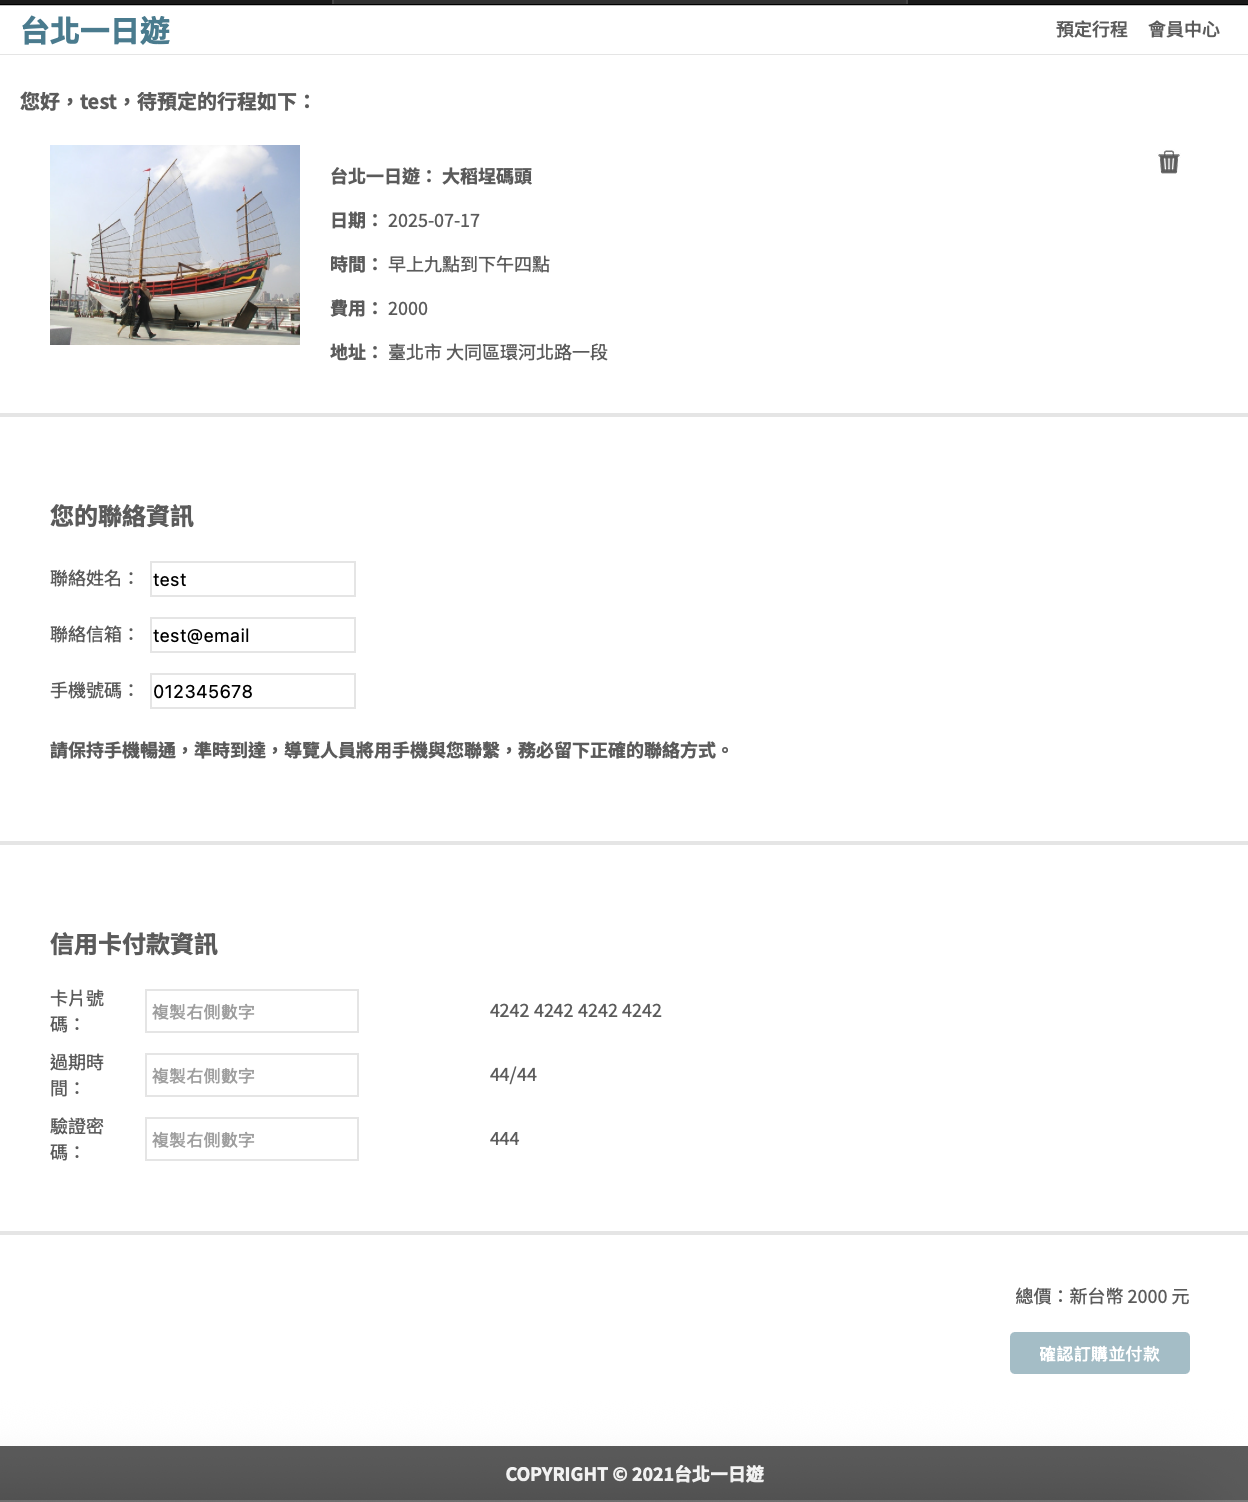 台北一日遊
預定行程 會員中心
您好，test，待預定的行程如下：
台北一日遊： 大稻埕碼頭
日期： 2025-07-17
時間： 早上九點到下午四點
費用： 2000
地址： 臺北市 大同區環河北路一段
您的聯絡資訊
聯絡姓名： test
聯絡信箱： test@email
手機號碼： 012345678
請保持手機暢通，準時到達，導覽人員將用手機與您聯繫，務必留下正確的聯絡方式。
信用卡付款資訊
卡片號
碼：
複製右側數字
4242 4242 4242 4242
過期時
間：
複製右側數字
44/44
驗證密
碼：
複製右側數字
444
總價：新台幣 2000 元
確認訂購並付款
COPYRIGHT © 2021台北一日遊